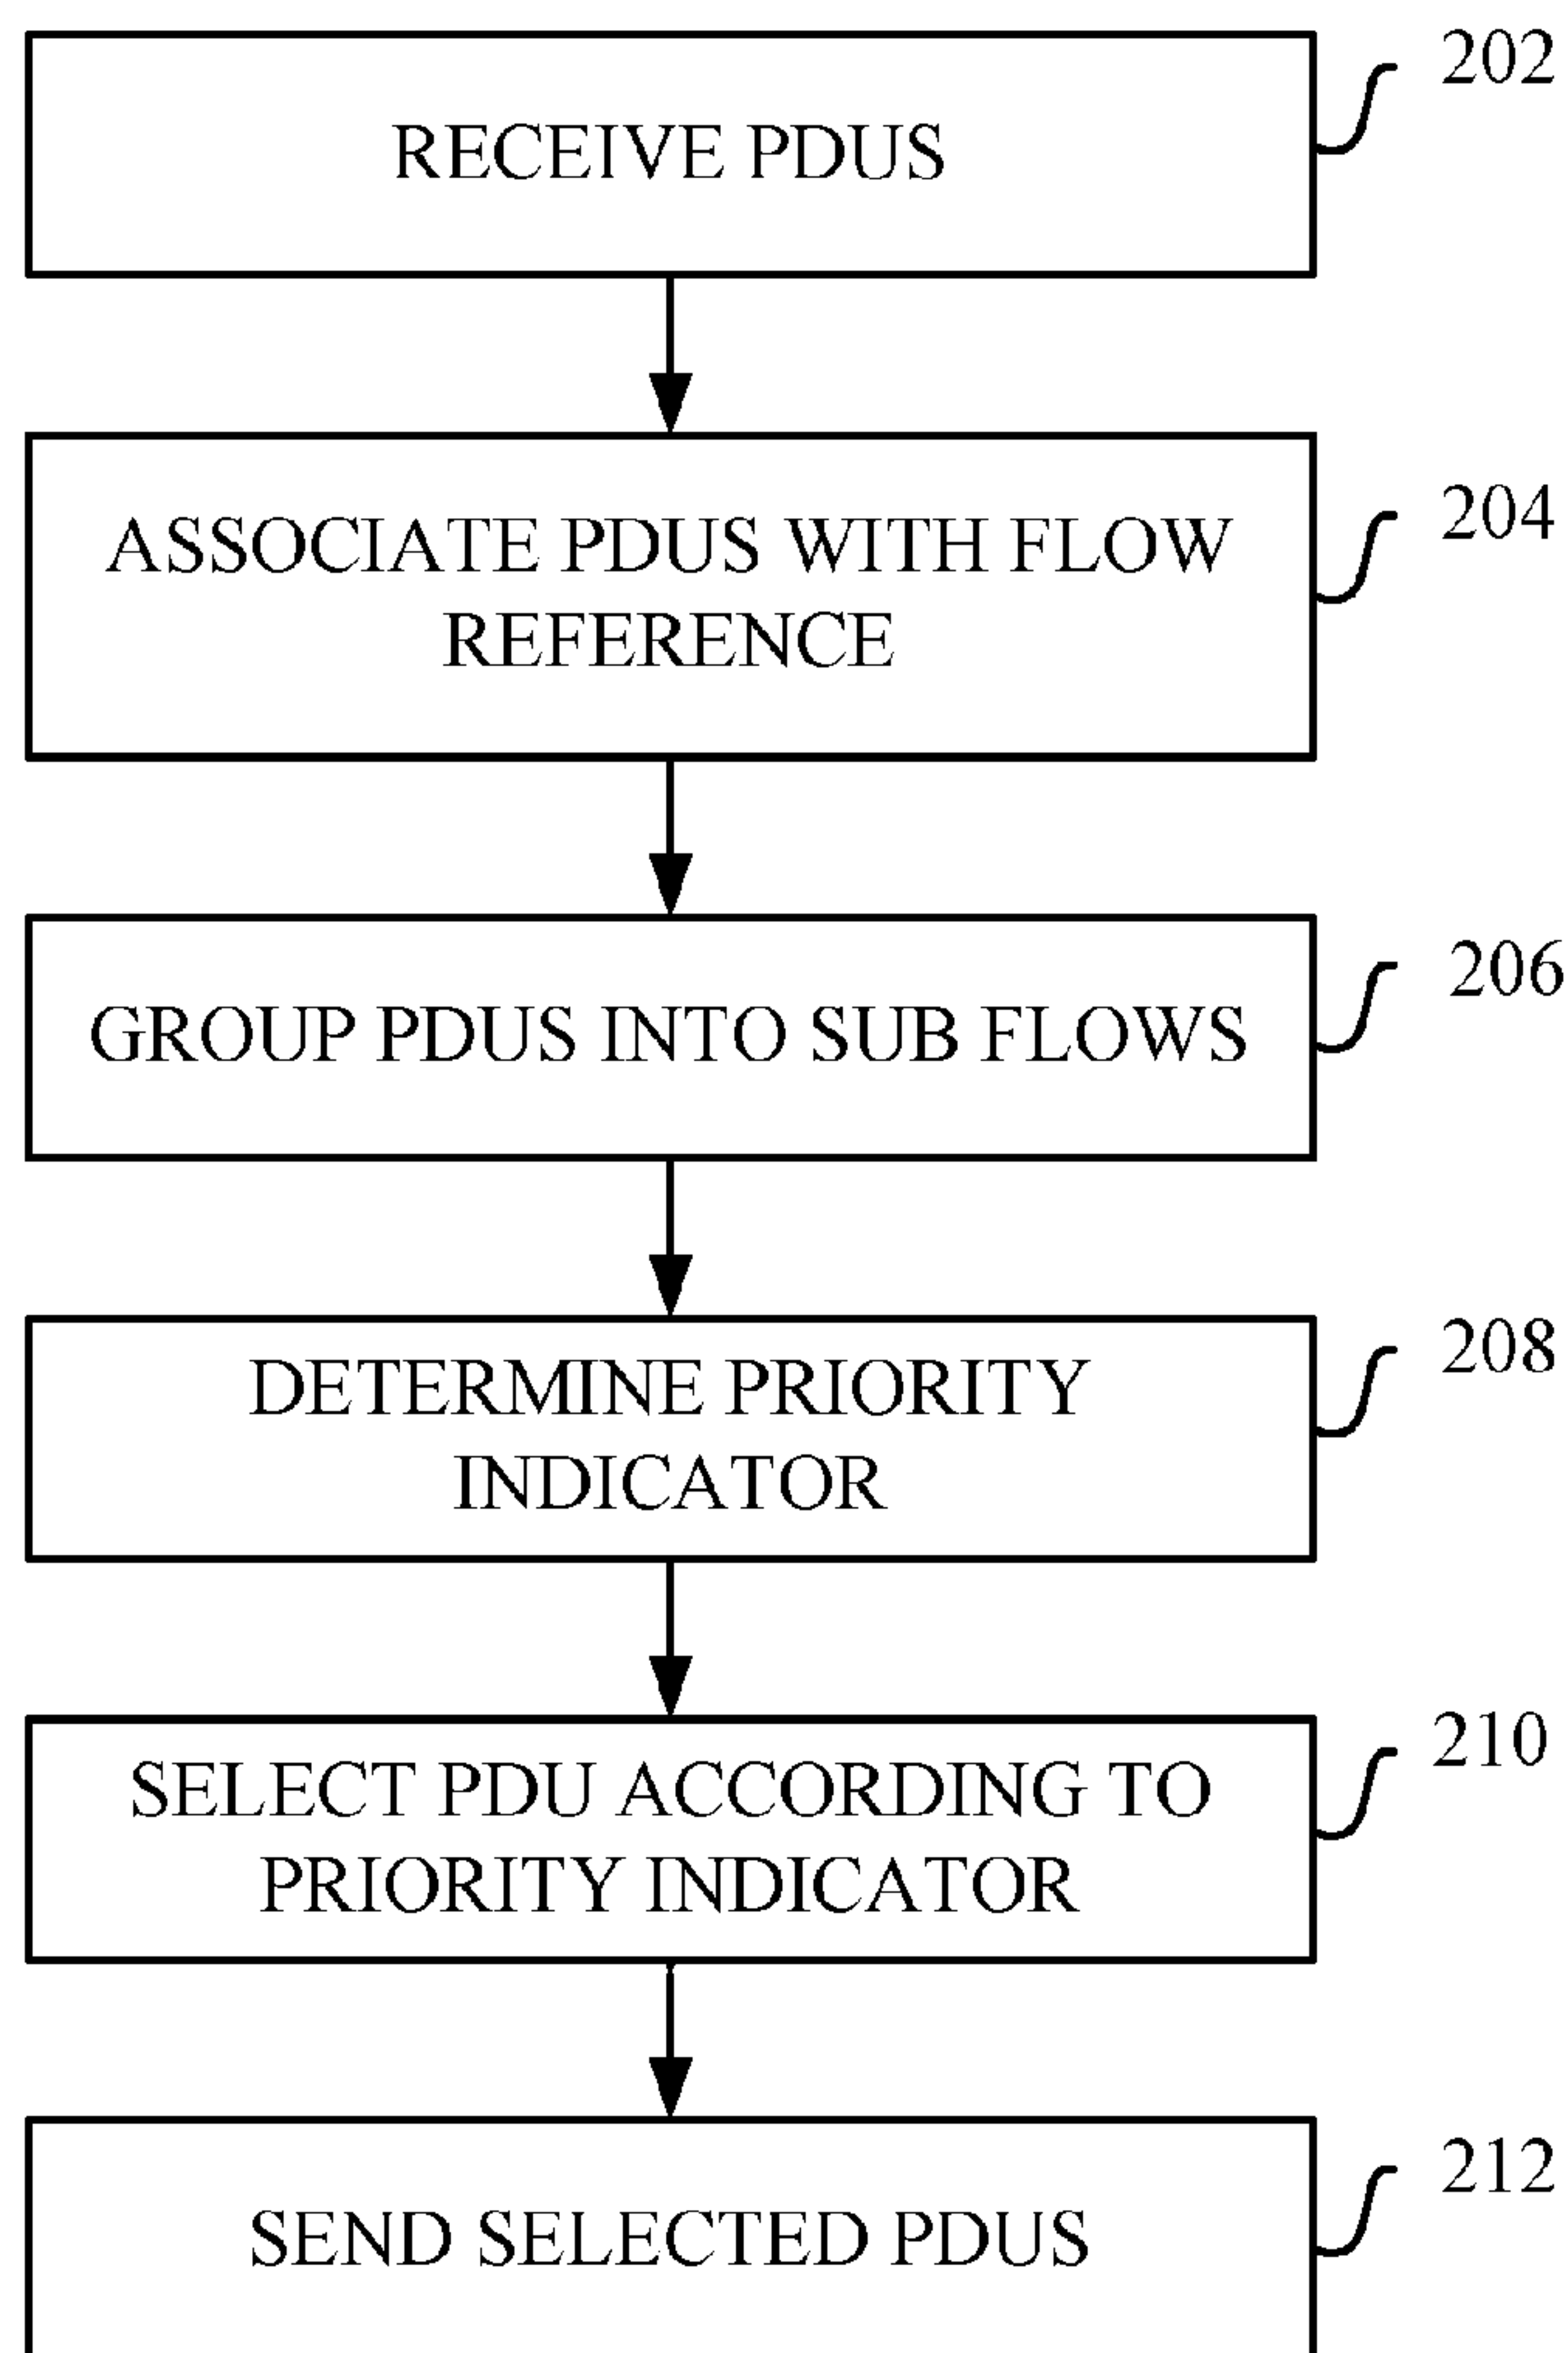 RECEIVE PDUS
202
ASSOCIATE PDUS WITH FLOW
REFERENCE
204
GROUP PDUS INTO SUB FLOWS
206
DETERMINE PRIORITY
INDICATOR
208
SELECT PDU ACCORDING TO
PRIORITY INDICATOR
210
SEND SELECTED PDUS
212